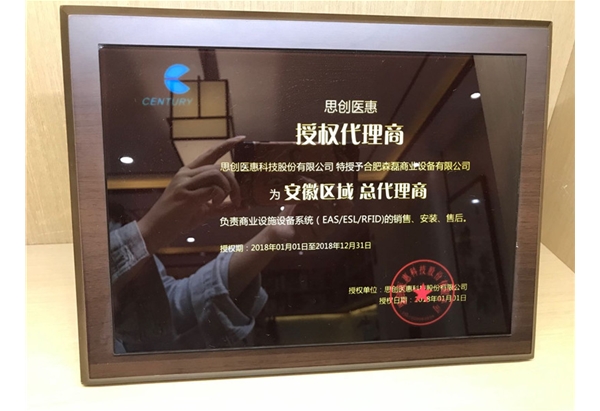 CENTURY
思创医惠
授权代理商
思创医惠科技股份有限公司 特授予合肥森磊商业设备有限公司
为 安徽区域 总代理商
负责商业设施设备系统（EAS/ESL/RFID)的销售、安装、售后。
授权期：2018年01月01日至2018年12月31日
授权单位：思创医惠科技股份有限公司
授权日期：2018年01月01日